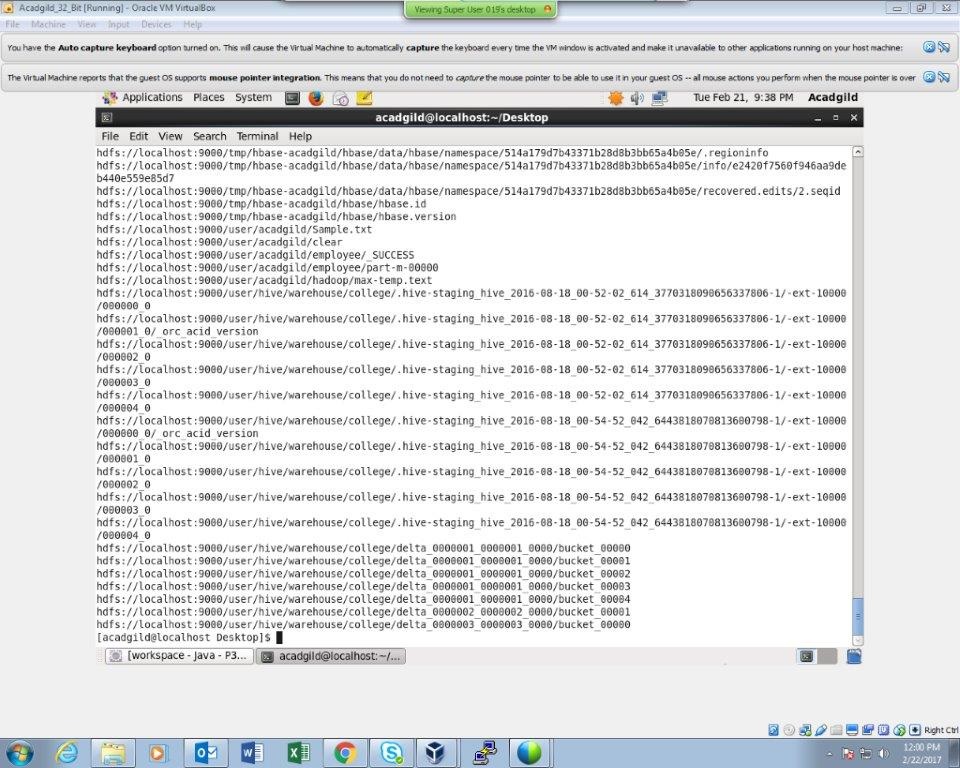 Acadgild_32_Bit [Running] - Oracle VM VirtualBox
Viewing Super User 019's desktop
File Machine View Input Devices Help
You have the Auto capture keyboard option turned on. This will cause the Virtual Machine to automatically capture the keyboard every time the VM window is activated and make it unavailable to other applications running on your host machine:
The Virtual Machine reports that the guest OS supports mouse pointer integration. This means that you do not need to capture the mouse pointer to be able to use it in your guest OS -- all mouse actions you perform when the mouse pointer is over
Applications Places System Tue Feb 21, 9:38 PM Acadgild
acadgild@localhost:~/Desktop
File Edit View Search Terminal Help
hdfs://localhost:9000/tmp/hbase-acadgild/hbase/data/hbase/namespace/514a179d7b43371b28d8b3bb65a4b05e/.regioninfo
hdfs://localhost:9000/tmp/hbase-acadgild/hbase/data/hbase/namespace/514a179d7b43371b28d8b3bb65a4b05e/info/e2420f7560f946aa9de
b440e559e85d7
hdfs://localhost:9000/tmp/hbase-acadgild/hbase/data/hbase/namespace/514a179d7b43371b28d8b3bb65a4b05e/recovered.edits/2.seqid
hdfs://localhost:9000/tmp/hbase-acadgild/hbase/hbase.id
hdfs://localhost:9000/tmp/hbase-acadgild/hbase/hbase.version
hdfs://localhost:9000/user/acadgild/Sample.txt
hdfs://localhost:9000/user/acadgild/clear
hdfs://localhost:9000/user/acadgild/employee/_SUCCESS
hdfs://localhost:9000/user/acadgild/employee/part-m-00000
hdfs://localhost:9000/user/acadgild/hadoop/max-temp.text
hdfs://localhost:9000/user/hive/warehouse/college/.hive-staging_hive_2016-08-18_00-52-02_614_3770318090656337806-1/-ext-10000
/000000_0
hdfs://localhost:9000/user/hive/warehouse/college/.hive-staging_hive_2016-08-18_00-52-02_614_3770318090656337806-1/-ext-10000
/000001_0/_orc_acid_version
hdfs://localhost:9000/user/hive/warehouse/college/.hive-staging_hive_2016-08-18_00-52-02_614_3770318090656337806-1/-ext-10000
/000002_0
hdfs://localhost:9000/user/hive/warehouse/college/.hive-staging_hive_2016-08-18_00-52-02_614_3770318090656337806-1/-ext-10000
/000003_0
hdfs://localhost:9000/user/hive/warehouse/college/.hive-staging_hive_2016-08-18_00-52-02_614_3770318090656337806-1/-ext-10000
/000004_0
hdfs://localhost:9000/user/hive/warehouse/college/.hive-staging_hive_2016-08-18_00-54-52_042_6443818070813600798-1/-ext-10000
/000000_0/_orc_acid_version
hdfs://localhost:9000/user/hive/warehouse/college/.hive-staging_hive_2016-08-18_00-54-52_042_6443818070813600798-1/-ext-10000
/000001_0
hdfs://localhost:9000/user/hive/warehouse/college/.hive-staging_hive_2016-08-18_00-54-52_042_6443818070813600798-1/-ext-10000
/000002_0
hdfs://localhost:9000/user/hive/warehouse/college/.hive-staging_hive_2016-08-18_00-54-52_042_6443818070813600798-1/-ext-10000
/000003_0
hdfs://localhost:9000/user/hive/warehouse/college/.hive-staging_hive_2016-08-18_00-54-52_042_6443818070813600798-1/-ext-10000
/000004_0
hdfs://localhost:9000/user/hive/warehouse/college/delta_0000001_0000001_0000/bucket_00000
hdfs://localhost:9000/user/hive/warehouse/college/delta_0000001_0000001_0000/bucket_00001
hdfs://localhost:9000/user/hive/warehouse/college/delta_0000001_0000001_0000/bucket_00002
hdfs://localhost:9000/user/hive/warehouse/college/delta_0000001_0000001_0000/bucket_00003
hdfs://localhost:9000/user/hive/warehouse/college/delta_0000001_0000001_0000/bucket_00004
hdfs://localhost:9000/user/hive/warehouse/college/delta_0000002_0000002_0000/bucket_00001
hdfs://localhost:9000/user/hive/warehouse/college/delta_0000003_0000003_0000/bucket_00000
[acadgild@localhost Desktop]$
[workspace - Java - P3... acadgild@localhost:~/...
Right Ctrl
12:00 PM
2/22/2017